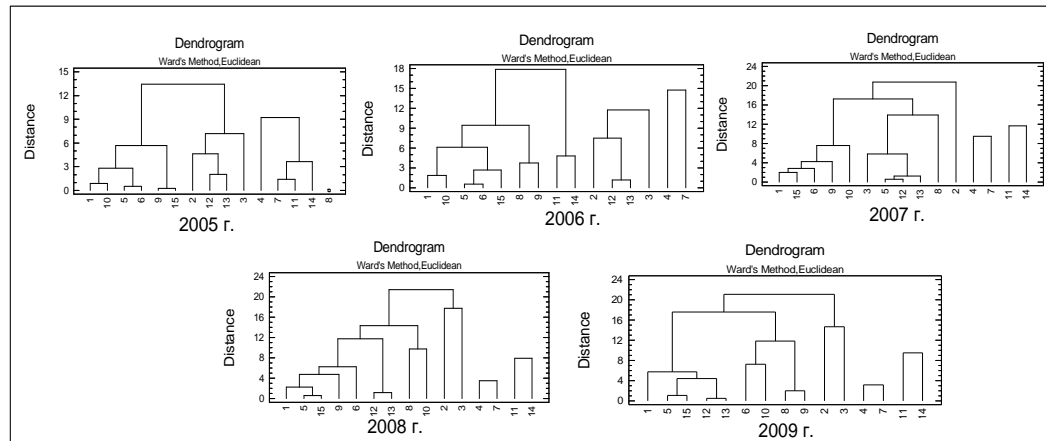 Dendrogram
Ward's Method,Euclidean
Distance
15
12
9
6
3
0
1 10 5 6 9 15 2 12 13 3 4 7 11 14 8
2005 г.
Dendrogram
Ward's Method,Euclidean
Distance
18
15
12
9
6
3
0
1 10 5 6 15 8 9 11 14 2 12 13 3 4 7
2006 г.
Dendrogram
Ward's Method,Euclidean
Distance
24
20
16
12
8
4
0
1 15 6 9 10 3 5 12 13 8 2 4 7 11 14
2007 г.
Dendrogram
Ward's Method,Euclidean
Distance
24
20
16
12
8
4
0
1 5 15 9 6 12 13 8 10 2 3 4 7 11 14
2008 г.
Dendrogram
Ward's Method,Euclidean
Distance
24
20
16
12
8
4
0
1 5 15 12 13 6 10 8 9 2 3 4 7 11 14
2009 г.